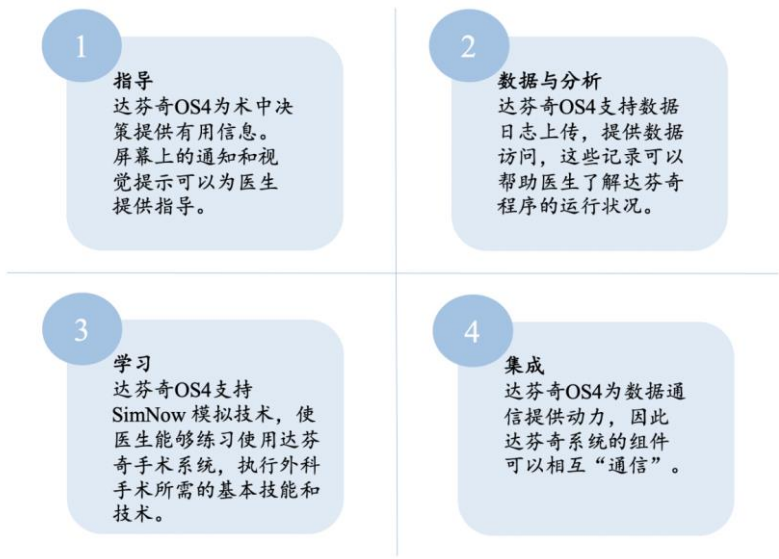 1
指导
达芬奇OS4为术中决
策提供有用信息。
屏幕上的通知和视
觉提示可以为医生
提供指导。
2
数据与分析
达芬奇OS4支持数据
日志上传，提供数据
访问，这些记录可以
帮助医生了解达芬奇
程序的运行状况。
3
学习
达芬奇OS4支持
SimNow 模拟技术，使
医生能够练习使用达芬
奇手术系统，执行外科
手术所需的基本技能和
技术。
4
集成
达芬奇OS4为数据通
信提供动力，因此
达芬奇系统的组件
可以相互“通信”。